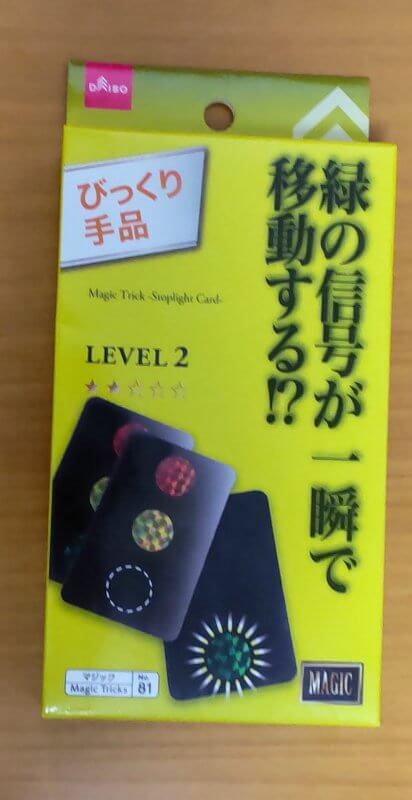 DAISO
びっくり
手品
緑の信号が一瞬で
移動する!?
Magic Trick -Stoplight Card-
LEVEL 2
マジック
Magic Tricks
No.
81
MAGIC